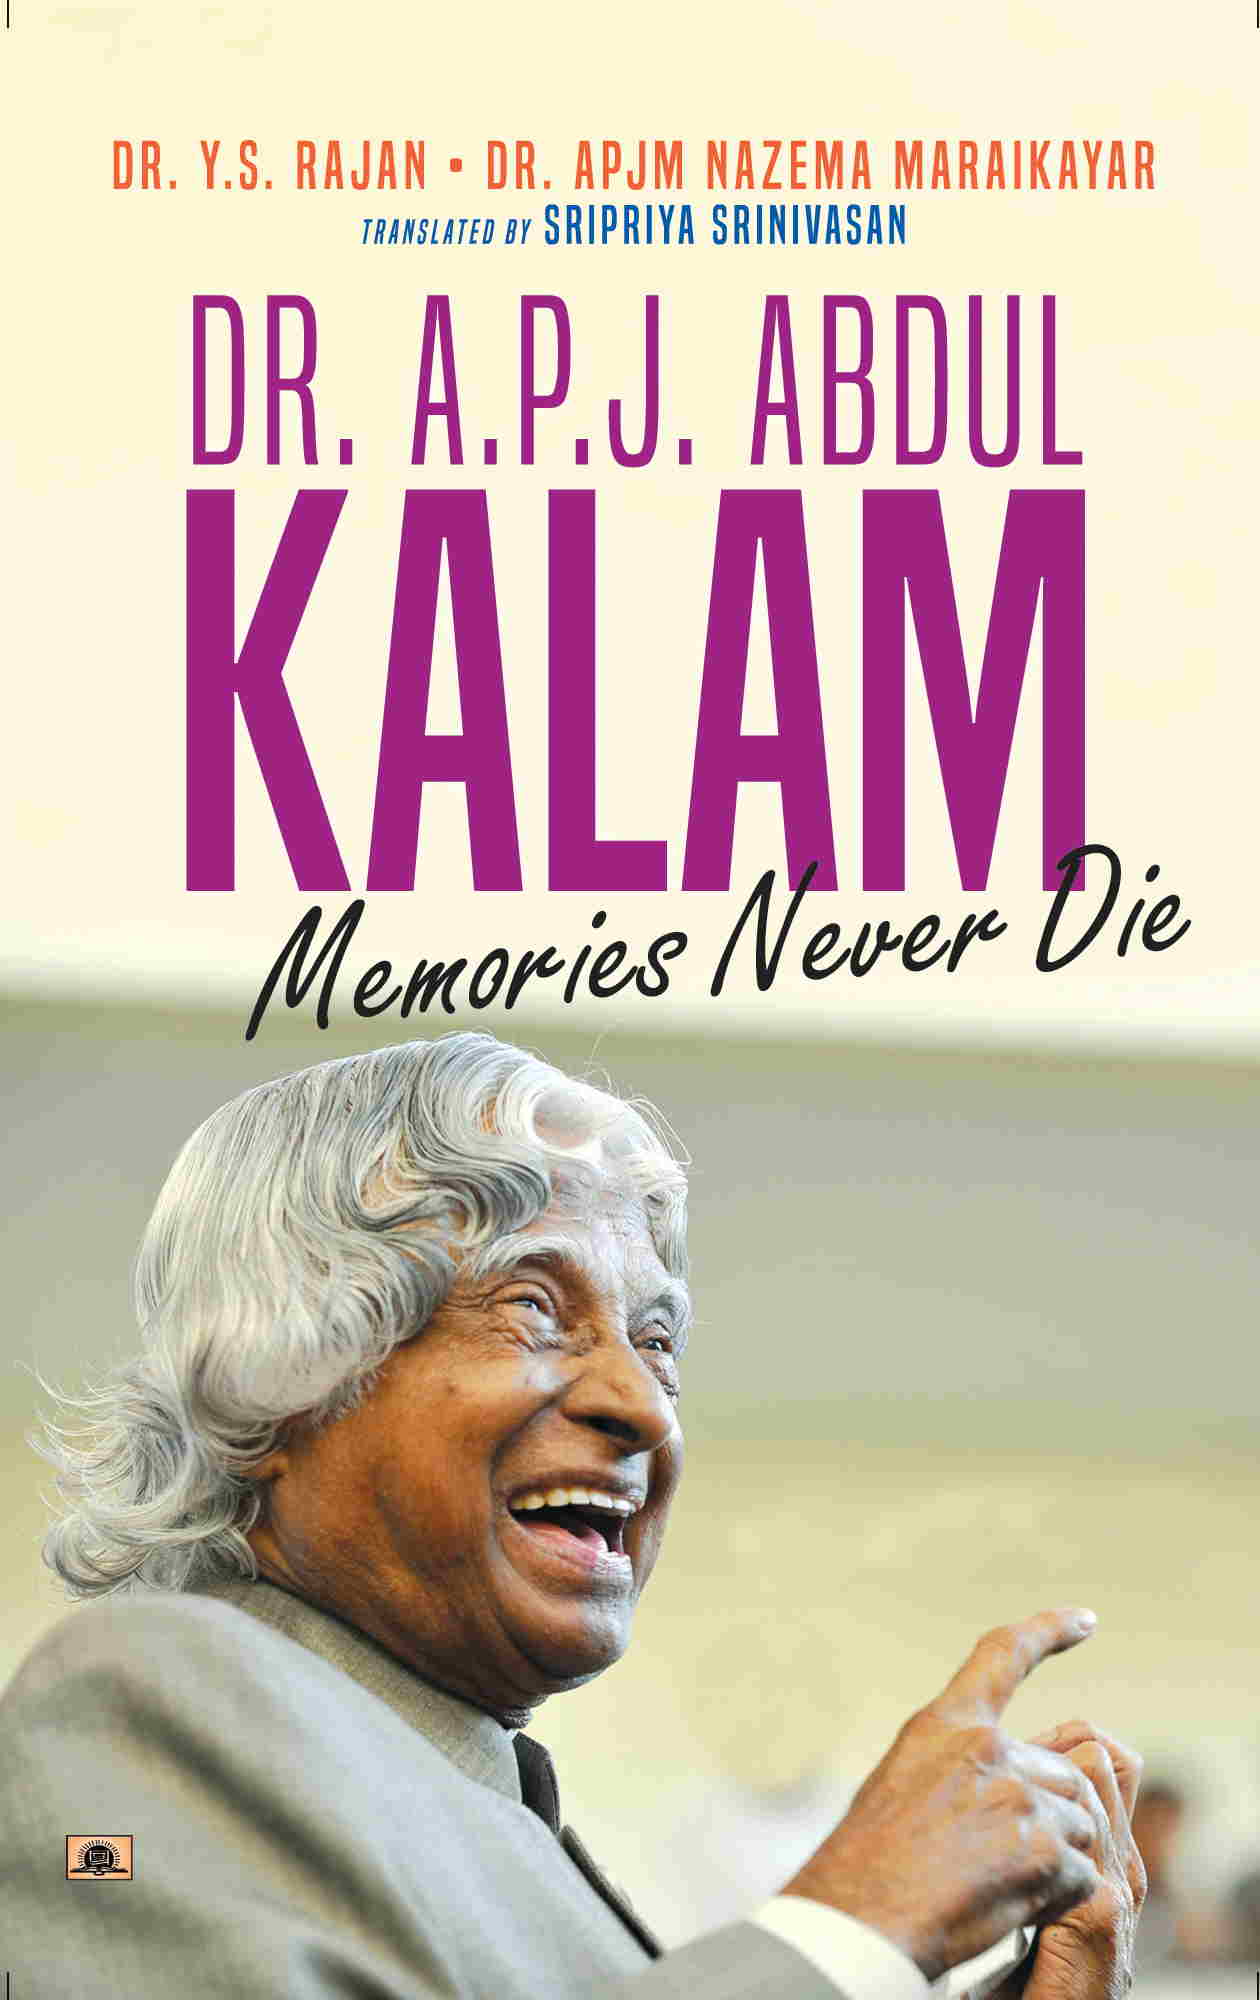 DR. Y.S. RAJAN • DR. APJM NAZEMA MARAIKAYAR
TRANSLATED BY SRIPRIYA SRINIVASAN
DR. A.P.J. ABDUL
KALAM
Memories Never Die